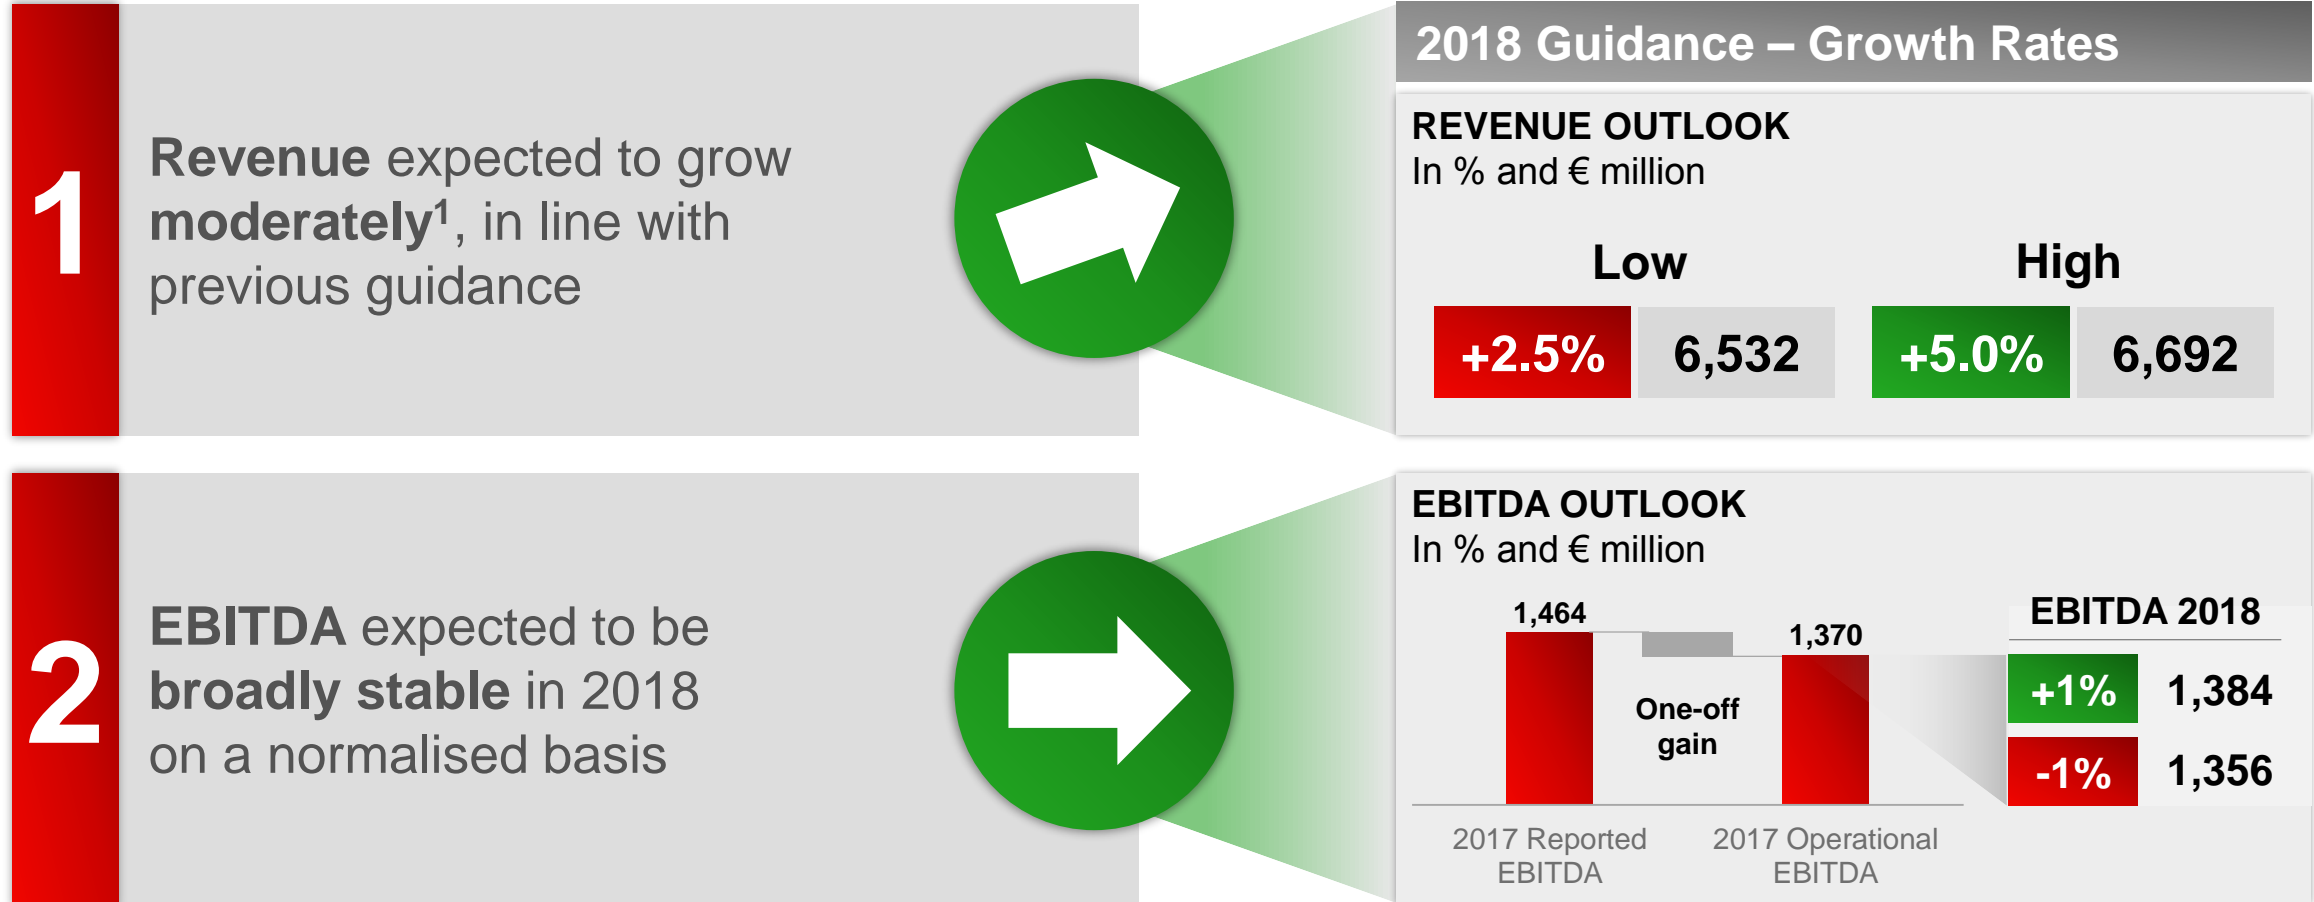 1
Revenue expected to grow
moderately¹, in line with
previous guidance
2018 Guidance – Growth Rates
REVENUE OUTLOOK
In % and € million
Low High
+2.5% 6,532 +5.0% 6,692
2
EBITDA expected to be
broadly stable in 2018
on a normalised basis
EBITDA OUTLOOK
In % and € million
1,464
1,370
One-off
gain
2017 Reported
EBITDA
2017 Operational
EBITDA
EBITDA 2018
+1% 1,384
-1% 1,356